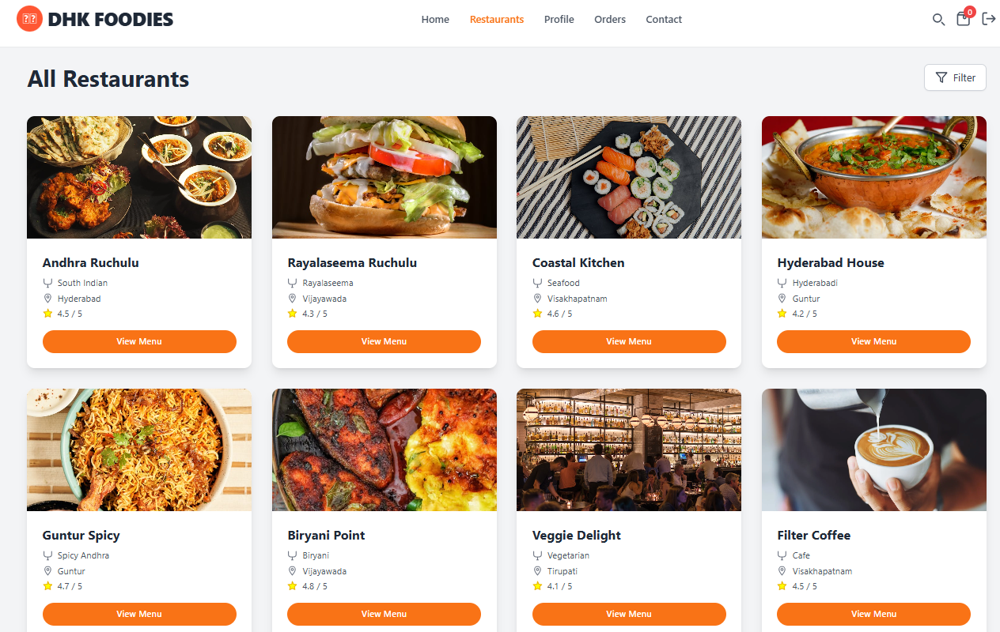 DHK FOODIES
Home Restaurants Profile Orders Contact
0
All Restaurants
Filter
Andhra Ruchulu
South Indian
Hyderabad
4.5 / 5
View Menu
Rayalaseema Ruchulu
Rayalaseema
Vijayawada
4.3 / 5
View Menu
Coastal Kitchen
Seafood
Visakhapatnam
4.6 / 5
View Menu
Hyderabad House
Hyderabadi
Guntur
4.2 / 5
View Menu
Guntur Spicy
Spicy Andhra
Guntur
4.7 / 5
View Menu
Biryani Point
Biryani
Vijayawada
4.8 / 5
View Menu
Veggie Delight
Vegetarian
Tirupati
4.1 / 5
View Menu
Filter Coffee
Cafe
Visakhapatnam
4.5 / 5
View Menu